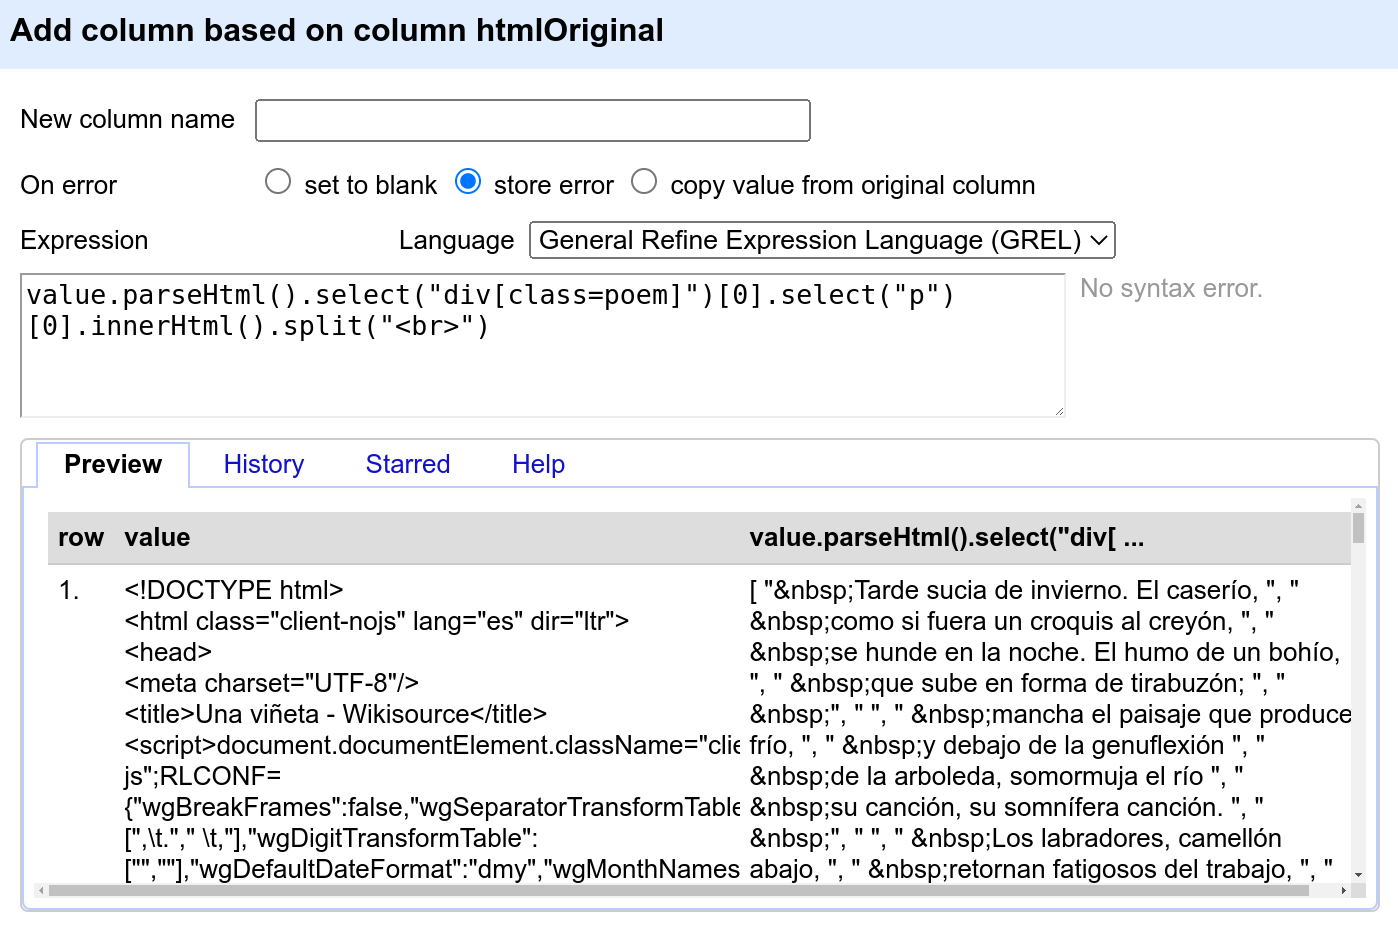 Add column based on column htmlOriginal
New column name
On error set to blank store error copy value from original column
Expression Language General Refine Expression Language (GREL)
value.parseHtml().select("div[class=poem]")[0].select("p")
[0].innerHtml().split("<br>")
No syntax error.
Preview History Starred Help
row value value.parseHtml().select("div[ ...
1. <!DOCTYPE html>
<html class="client-nojs" lang="es" dir="ltr">
<head>
<meta charset="UTF-8"/>
<title>Una viñeta - Wikisource</title>
<script>document.documentElement.className="clie
js";RLCONF=
{"wgBreakFrames":false,"wgSeparatorTransformTable
[",\t."," \t,"],"wgDigitTransformTable":
["",""],"wgDefaultDateFormat":"dmy","wgMonthNames
[ "&nbsp;Tarde sucia de invierno. El caserío, ", "
&nbsp;como si fuera un croquis al creyón, ", "
&nbsp;se hunde en la noche. El humo de un bohío,
", " &nbsp;que sube en forma de tirabuzón; ", "
&nbsp;", " ", " &nbsp;mancha el paisaje que produce
frío, ", " &nbsp;y debajo de la genuflexión ", "
&nbsp;de la arboleda, somormuja el río ", "
&nbsp;su canción, su somnífera canción. ", "
&nbsp;", " ", " &nbsp;Los labradores, camellón
abajo, ", " &nbsp;retornan fatigosos del trabajo, ", "